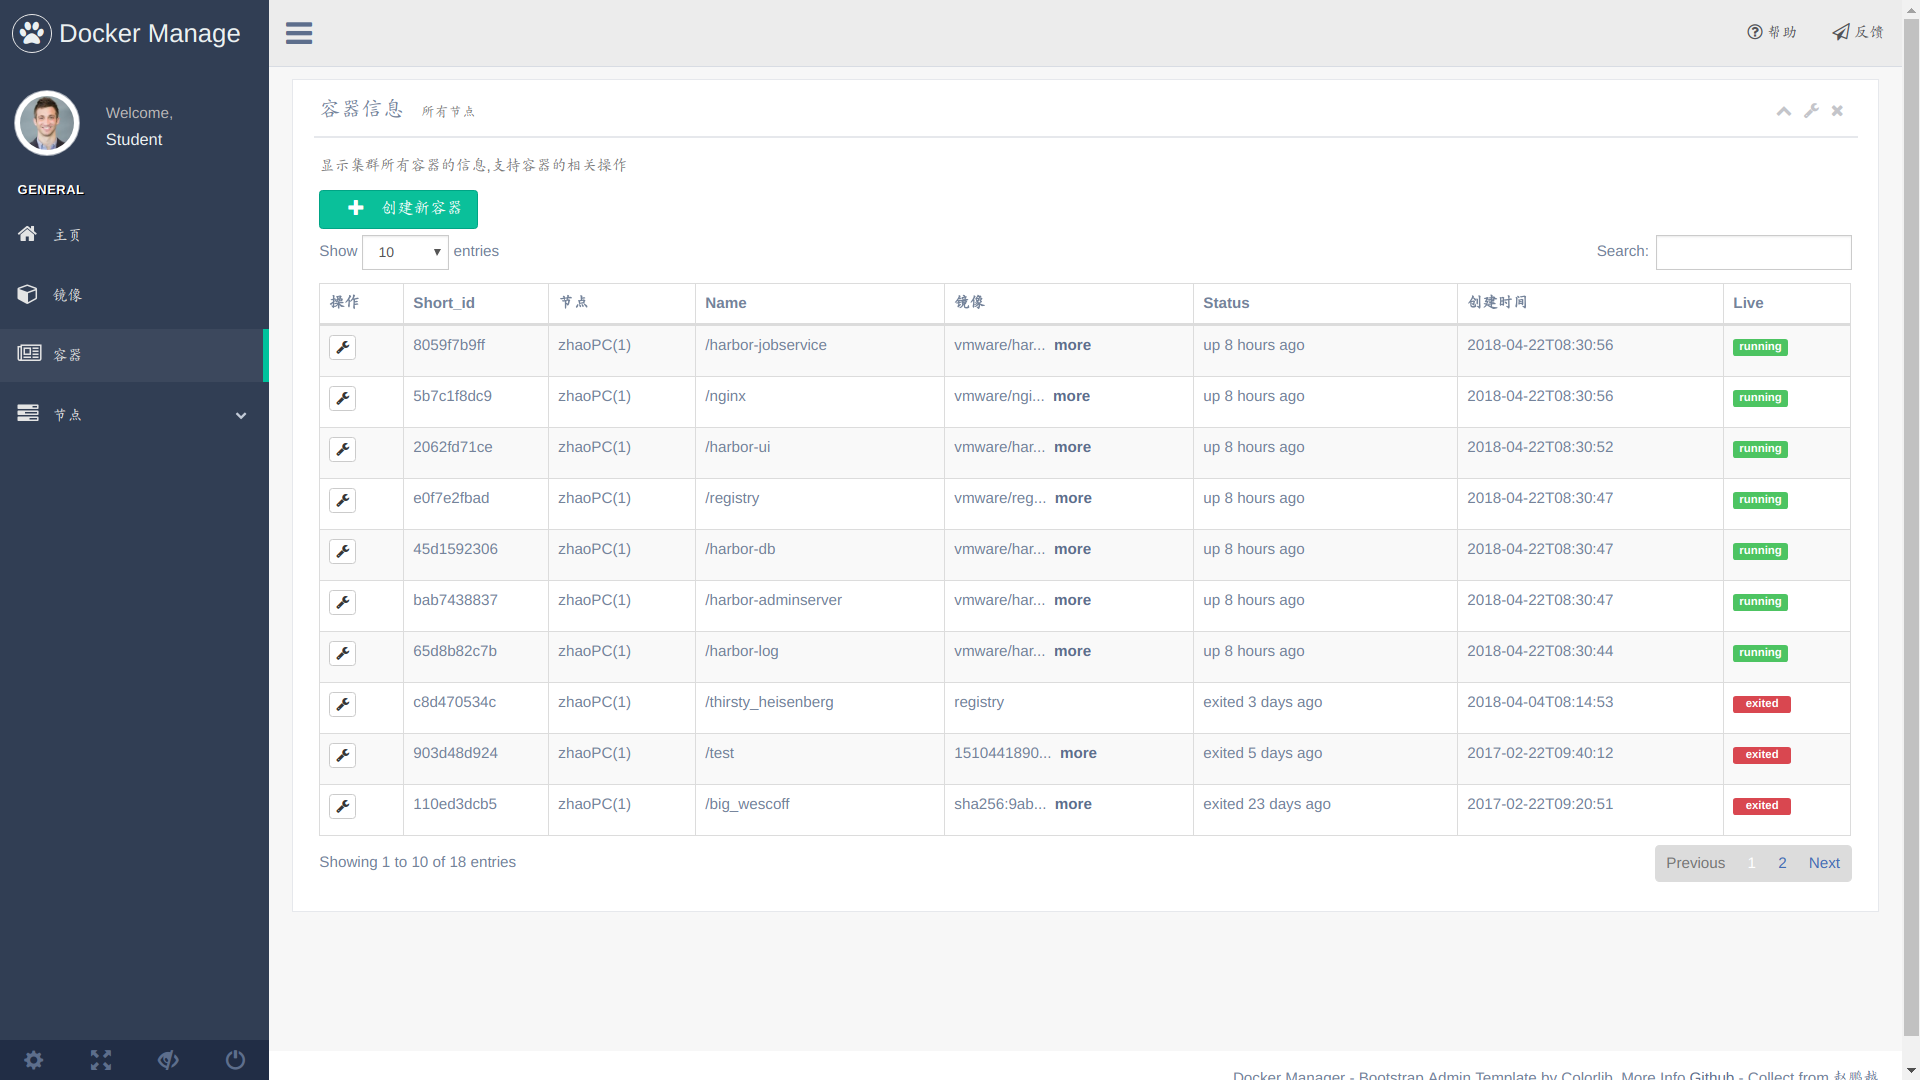 Docker Manage
帮助 反馈
Welcome,
Student
GENERAL
主页
镜像
容器
节点
容器信息 所有节点
显示集群所有容器的信息,支持容器的相关操作
创建新容器
Show 10 entries Search:
操作 Short_id 节点 Name 镜像 Status 创建时间 Live
8059f7b9ff zhaoPC(1) /harbor-jobservice vmware/har... more up 8 hours ago 2018-04-22T08:30:56 running
5b7c1f8dc9 zhaoPC(1) /nginx vmware/ngi... more up 8 hours ago 2018-04-22T08:30:56 running
2062fd71ce zhaoPC(1) /harbor-ui vmware/har... more up 8 hours ago 2018-04-22T08:30:52 running
e0f7e2fbad zhaoPC(1) /registry vmware/reg... more up 8 hours ago 2018-04-22T08:30:47 running
45d1592306 zhaoPC(1) /harbor-db vmware/har... more up 8 hours ago 2018-04-22T08:30:47 running
bab7438837 zhaoPC(1) /harbor-adminserver vmware/har... more up 8 hours ago 2018-04-22T08:30:47 running
65d8b82c7b zhaoPC(1) /harbor-log vmware/har... more up 8 hours ago 2018-04-22T08:30:44 running
c8d470534c zhaoPC(1) /thirsty_heisenberg registry exited 3 days ago 2018-04-04T08:14:53 exited
903d48d924 zhaoPC(1) /test 1510441890... more exited 5 days ago 2017-02-22T09:40:12 exited
110ed3dcb5 zhaoPC(1) /big_wescoff sha256:9ab... more exited 23 days ago 2017-02-22T09:20:51 exited
Showing 1 to 10 of 18 entries Previous 1 2 Next
Docker Manager - Bootstrap Admin Template by Colorlib. More Info Github - Collect from 赵鹏越